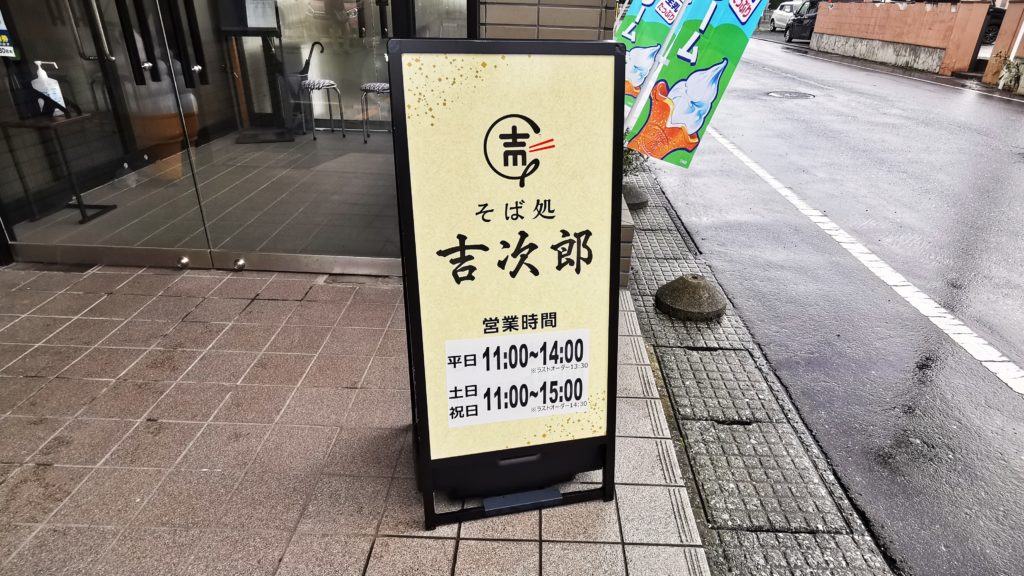 吉
そば処
吉次郎
営業時間
平日 11:00~14:00
※ラストオーダー13:30
土日
祝日 11:00~15:00
※ラストオーダー14:30
ーム